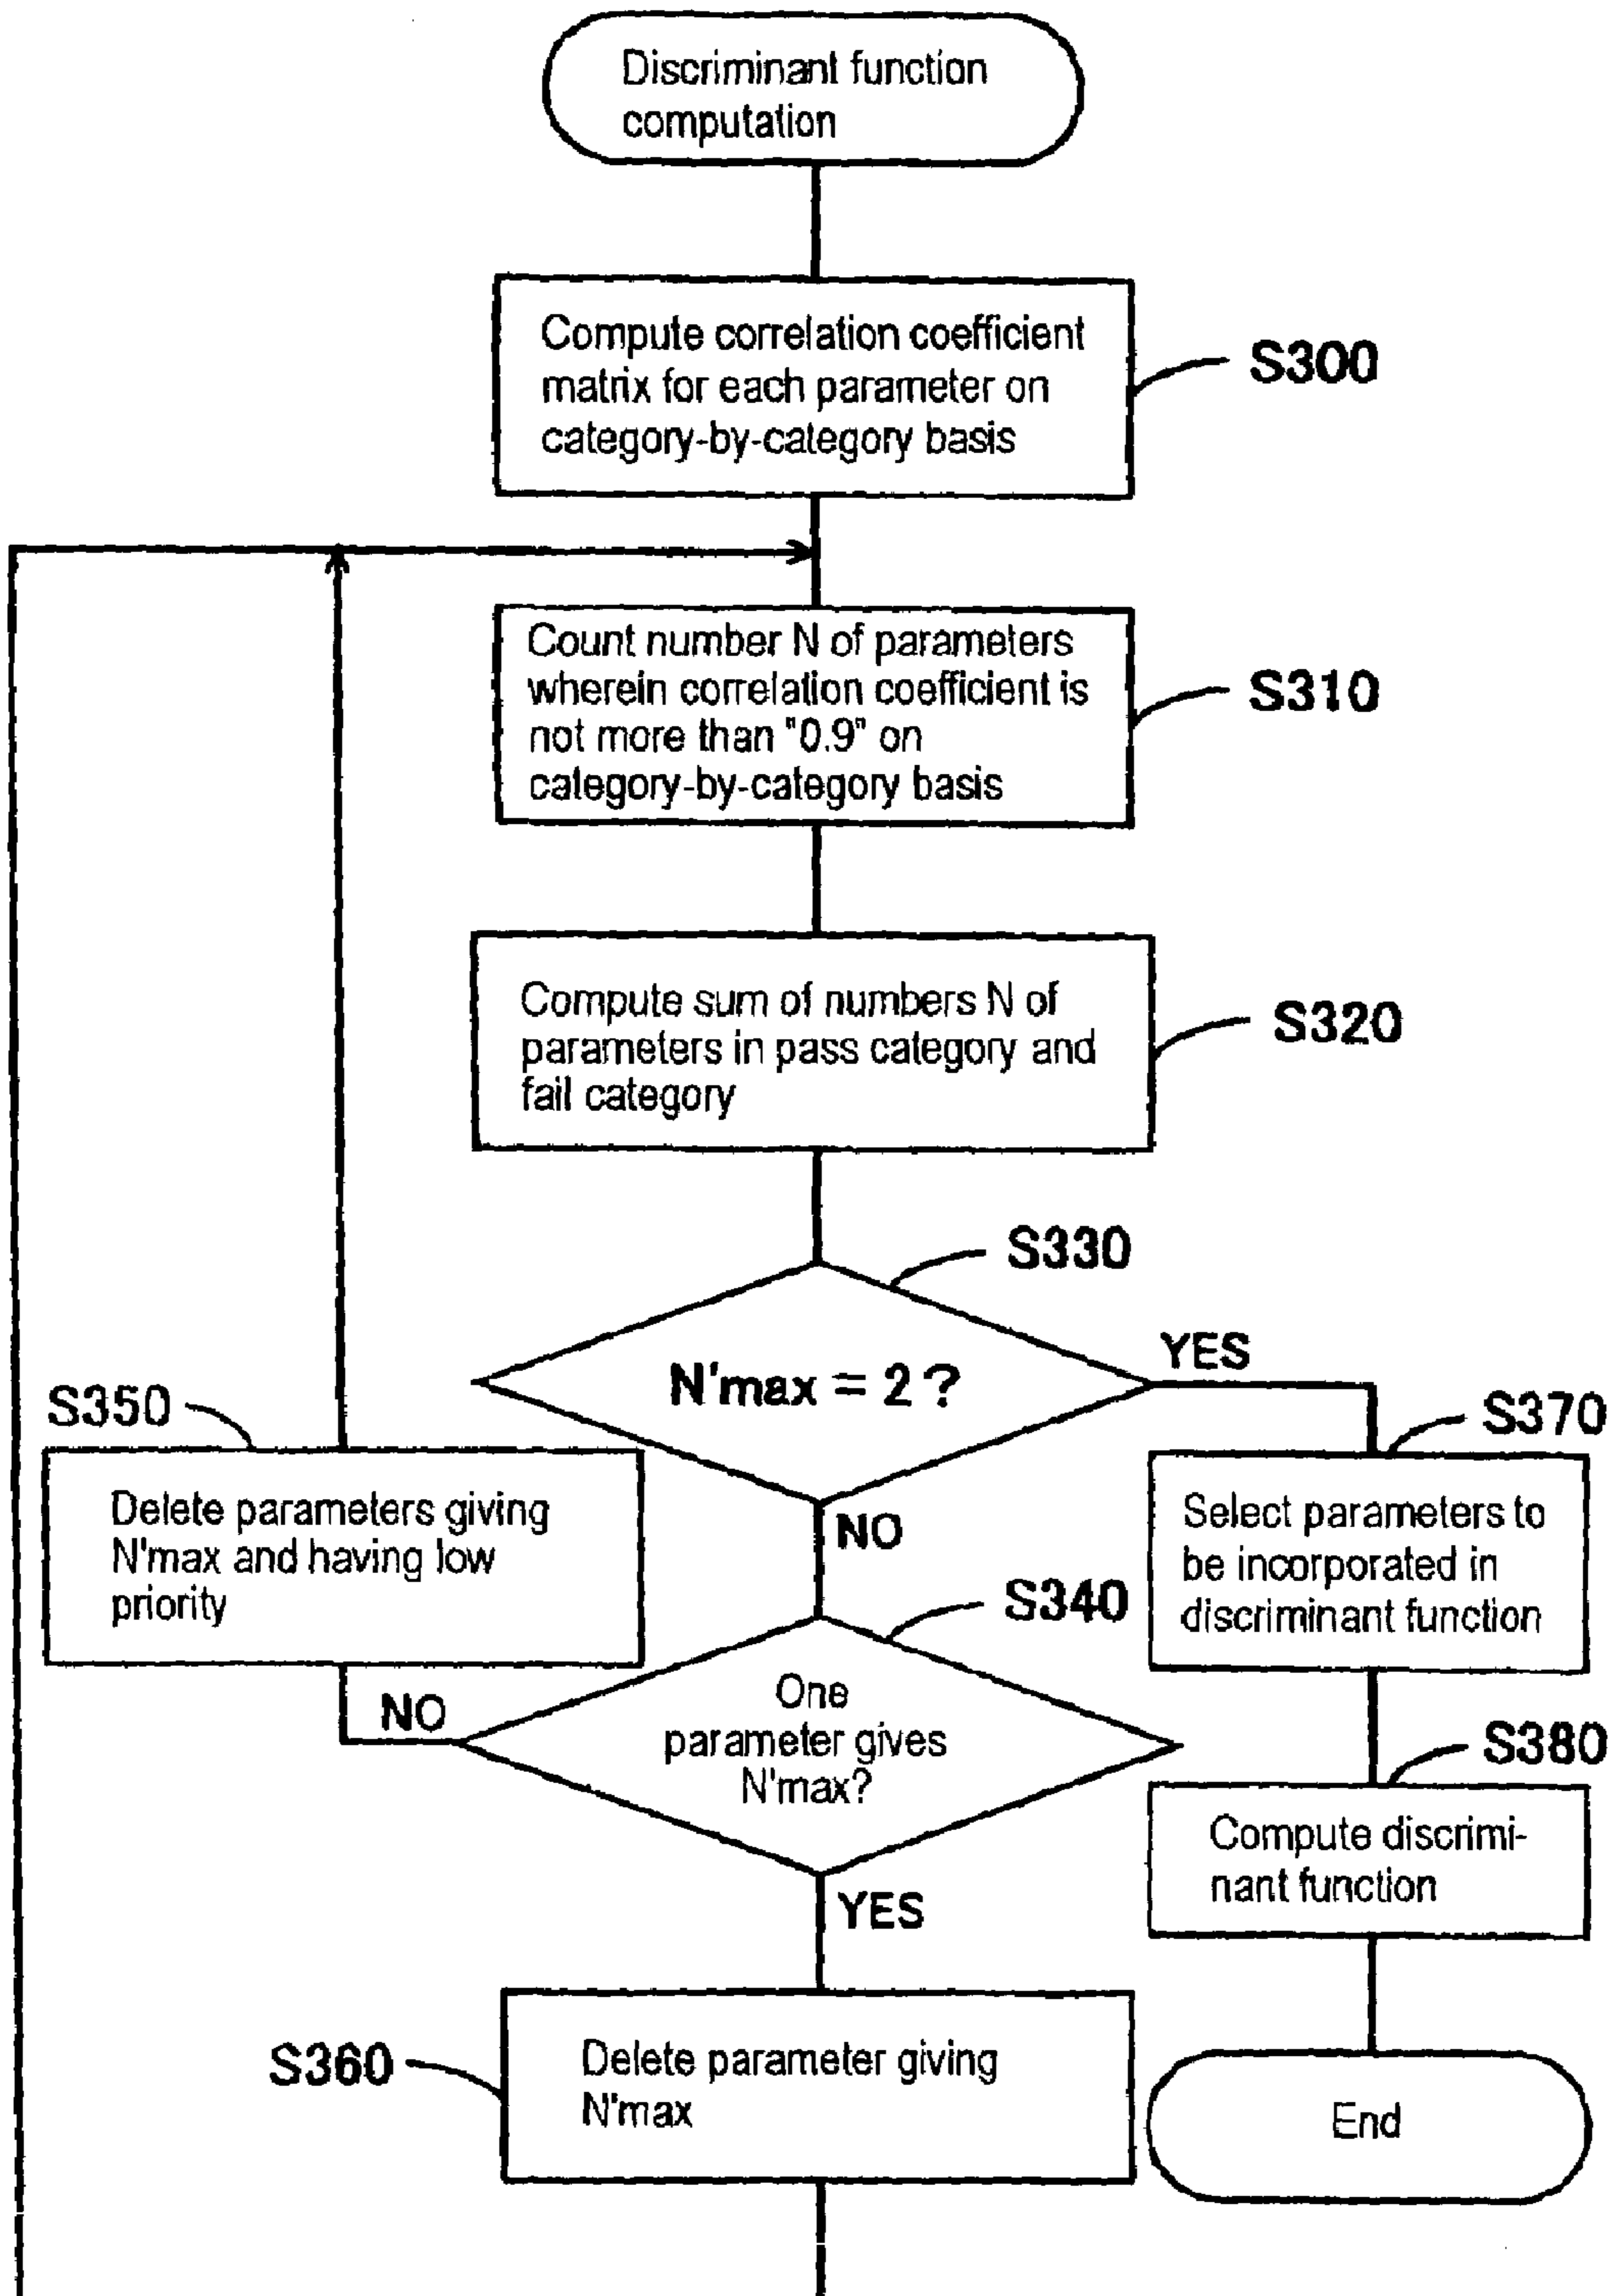 Discriminant function
computation
Compute correlation coefficient
matrix for each parameter on
category-by-category basis
S300
Count number N of parameters
wherein correlation coefficient is
not more than "0.9" on
category-by-category basis
S310
Compute sum of numbers N of
parameters in pass category and
fail category
S320
S330
N'max = 2 ?
YES
NO
S350
Delete parameters giving
N'max and having low
priority
S370
Select parameters to
be incorporated in
discriminant function
S340
One
parameter gives
N'max?
NO
YES
S380
Compute discrimi-
nant function
S360
Delete parameter giving
N'max
End